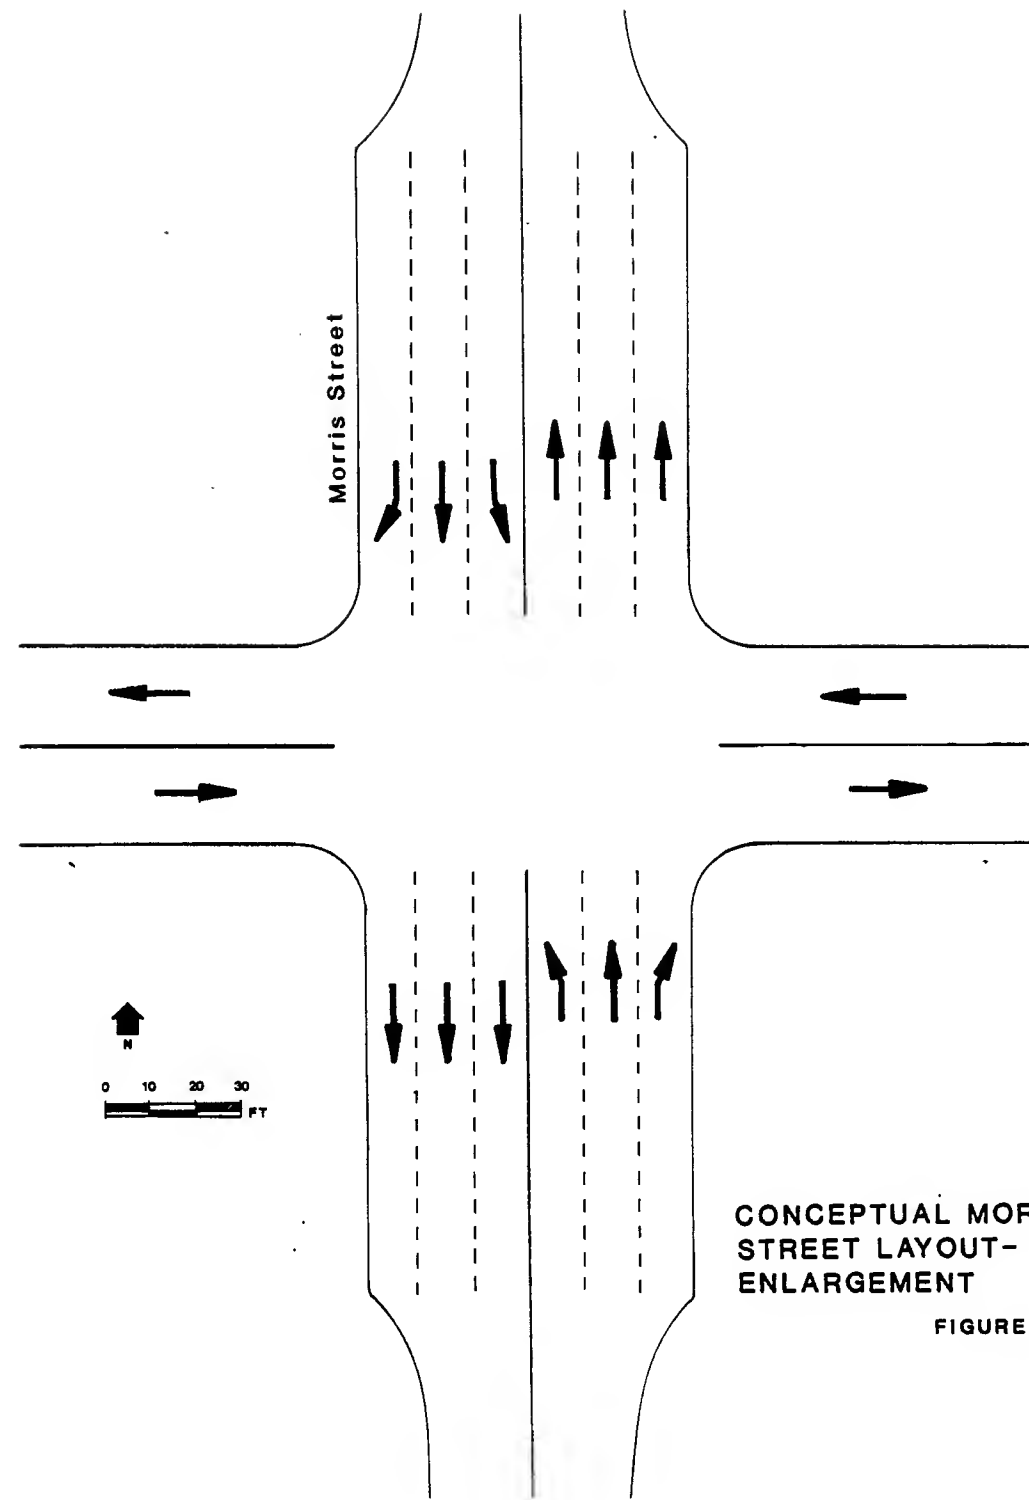 Morris Street
N
0 10 20 30
FT
CONCEPTUAL MOR
STREET LAYOUT-
ENLARGEMENT
FIGURE